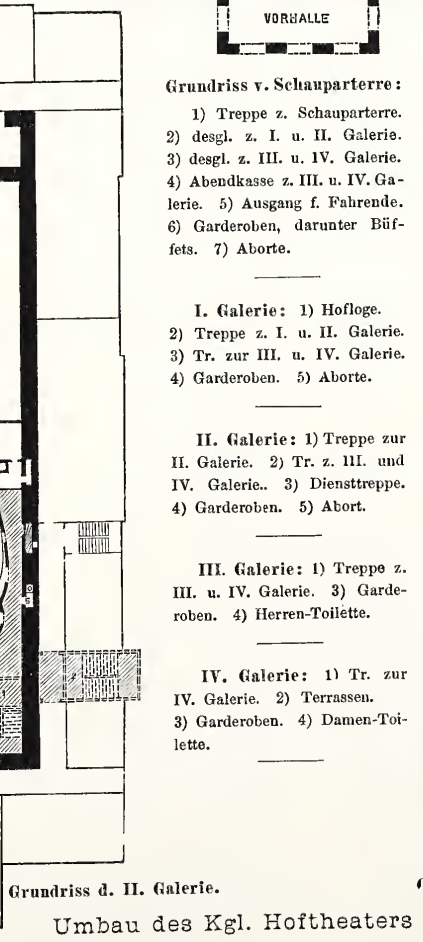 VORHALLE
Grundriss v. Schauparterre:
1) Treppe z. Schauparterre.
2) desgl. z. I. u. II. Galerie.
3) desgl. z. III. u. IV. Galerie.
4) Abendkasse z. III. u. IV. Ga-
lerie. 5) Ausgang f. Fahrende.
6) Garderoben, darunter Büf-
fets. 7) Aborte.
I. Galerie: 1) Hofloge.
2) Treppe z. I. u. II. Galerie.
3) Tr. zur III. u. IV. Galerie.
4) Garderoben. 5) Aborte.
II. Galerie: 1) Treppe zur
II. Galerie. 2) Tr. z. III. und
IV. Galerie.. 3) Diensttreppe.
4) Garderoben. 5) Abort.
III. Galerie: 1) Treppe z.
III. u. IV. Galerie. 3) Garde-
roben. 4) Herren-Toilette.
IV. Galerie: 1) Tr. zur
IV. Galerie. 2) Terrassen.
3) Garderoben. 4) Damen-Toi-
lette.
Grundriss d. II. Galerie.
Umbau des Kgl. Hoftheaters